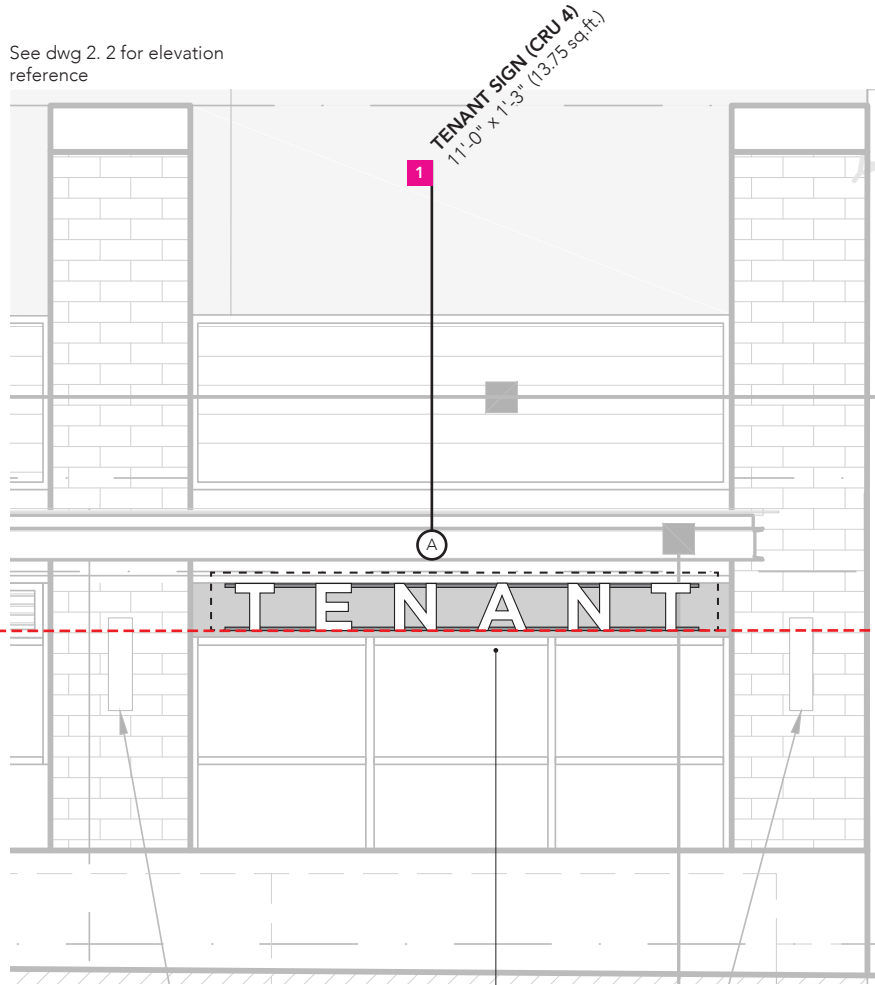 See dwg 2. 2 for elevation
reference
TENANT SIGN (CRU 4)
11'-0" x 1'-3" (13.75 sq.ft.)
1
A
TENANT